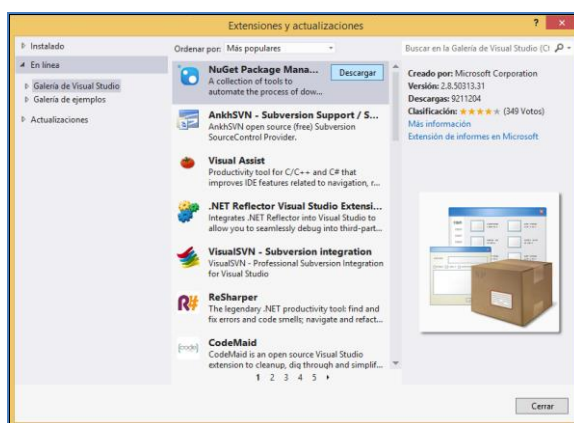 Extensiones y actualizaciones
Instalado
En línea
Galería de Visual Studio
Galería de ejemplos
Actualizaciones
Ordenar por: Más populares
NuGet Package Mana...
Descargar
A collection of tools to
automate the process of dow...
AnkhSVN - Subversion Support / S...
AnkhSVN open source (free) Subversion
SourceControl Provider.
Visual Assist
Productivity tool for C/C++ and C# that
improves IDE features related to navigation, r...
.NET Reflector Visual Studio Extensi...
Integrates .NET Reflector into Visual Studio to
allow you to seamlessly debug into third-part...
VisualSVN - Subversion integration
VisualSVN - Professional Subversion Integration
for Visual Studio
R#
ReSharper
The legendary .NET productivity tool: find and
fix errors and code smells; navigate and refact...
[code]
CodeMaid
CodeMaid is an open source Visual Studio
extension to cleanup, dig through and simplif...
1 2 3 4 5
Buscar en la Galería de Visual Studio (Ct
Creado por: Microsoft Corporation
Versión: 2.8.50313.31
Descargas: 9211204
Clasificación: ★★★★★ (349 Votos)
Más información
Extensión de informes en Microsoft
Cerrar